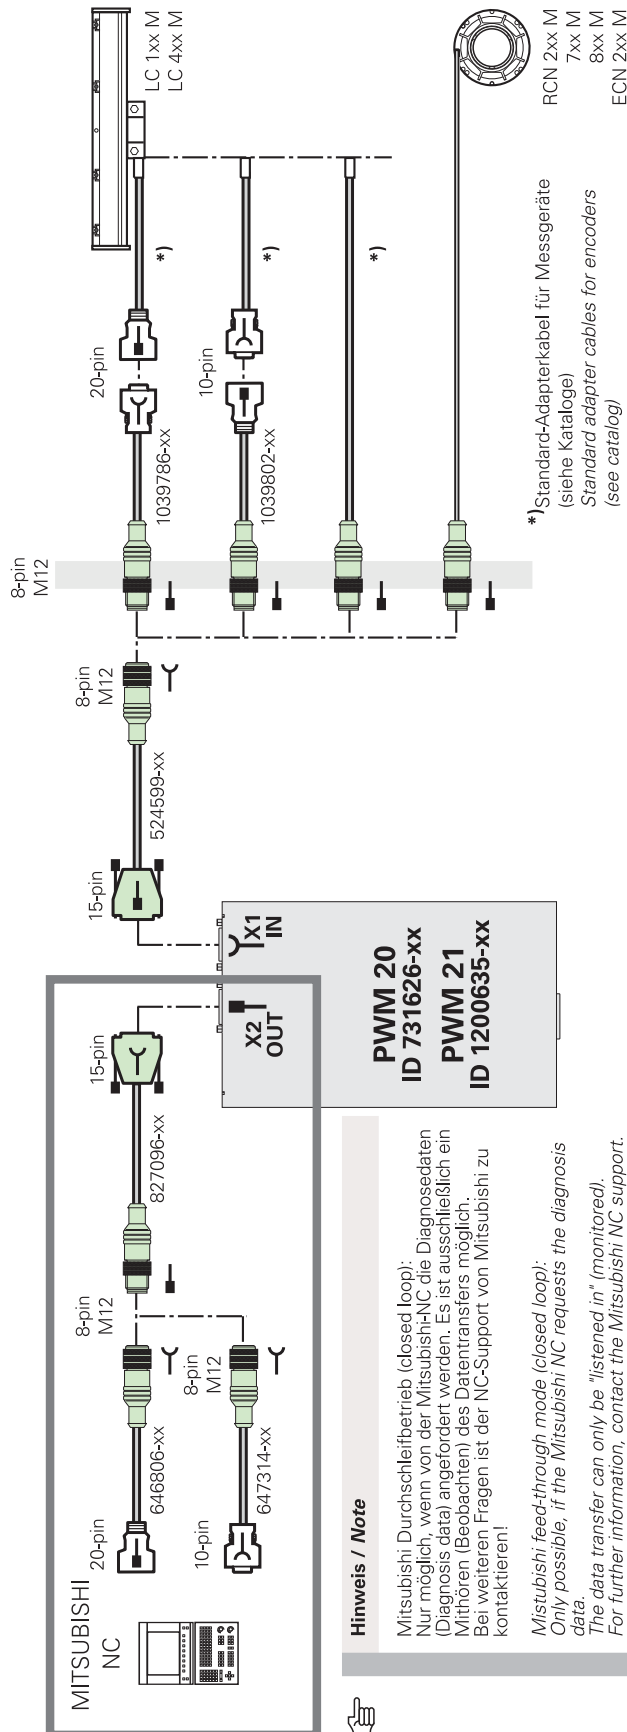 MITSUBISHI
NC
20-pin
646806-xx
10-pin
647314-xx
8-pin
M12
8-pin
M12
827096-xx
15-pin
X2
OUT
X1
IN
PWM 20
ID 731626-xx
PWM 21
ID 1200635-xx
15-pin
524599-xx
8-pin
M12
8-pin
M12
1039786-xx
20-pin
*)
1039802-xx
10-pin
*)
*)
LC 1xx M
LC 4xx M
RCN 2xx M
7xx M
8xx M
ECN 2xx M
*)Standard-Adapterkabel für Messgeräte
(siehe Kataloge)
Standard adapter cables for encoders
(see catalog)
Hinweis / Note
Mitsubishi Durchschleifbetrieb (closed loop):
Nur möglich, wenn von der Mitsubishi-NC die Diagnosedaten
(Diagnosis data) angefordert werden. Es ist ausschließlich ein
Mithören (Beobachten) des Datentransfers möglich.
Bei weiteren Fragen ist der NC-Support von Mitsubishi zu
kontaktieren!
Mistubishi feed-through mode (closed loop):
Only possible, if the Mitsubishi NC requests the diagnosis
data.
The data transfer can only be "listened in" (monitored).
For further information, contact the Mitsubishi NC support.